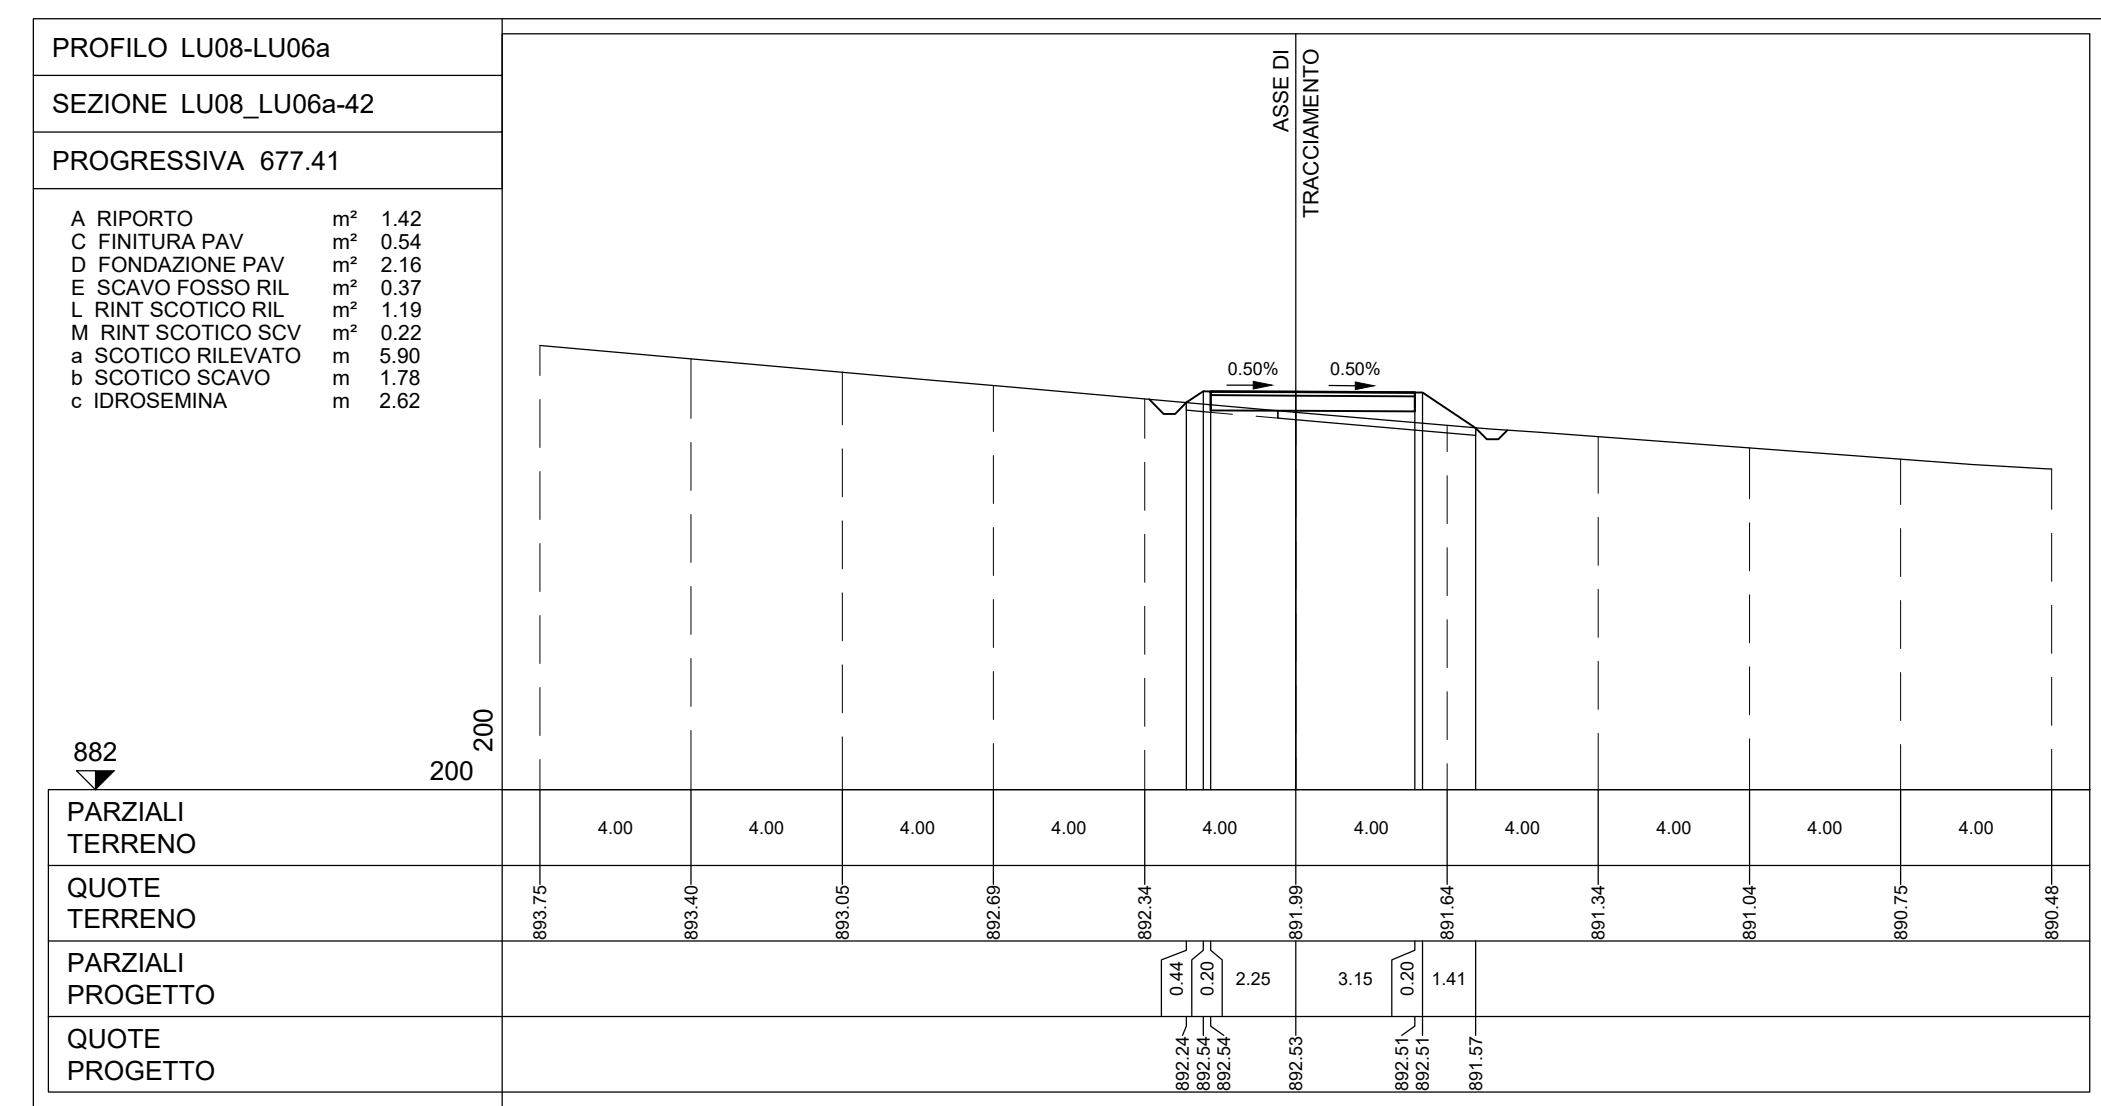 PROFILO LU08-LU06a
SEZIONE LU08_LU06a-42
PROGRESSIVA 677.41
A RIPORTO m² 1.42
C FINITURA PAV m² 0.54
D FONDAZIONE PAV m² 2.16
E SCAVO FOSSO RIL m² 0.37
L RINT SCOTICO RIL m² 1.19
M RINT SCOTICO SCV m² 0.22
a SCOTICO RILEVATO m 5.90
b SCOTICO SCAVO m 1.78
c IDROSEMINA m 2.62
ASSE DI
TRACCIAMENTO
0.50% 0.50%
882
200
200
PARZIALI
TERRENO
4.00 4.00 4.00 4.00 4.00 4.00 4.00 4.00 4.00 4.00
QUOTE
TERRENO
893.75 893.40 893.05 892.69 892.34 891.99 891.64 891.34 891.04 890.75 890.48
PARZIALI
PROGETTO
0.44 0.20 2.25 3.15 0.20 1.41
QUOTE
PROGETTO
892.24 892.54 892.54 892.53 892.51 892.51 891.57